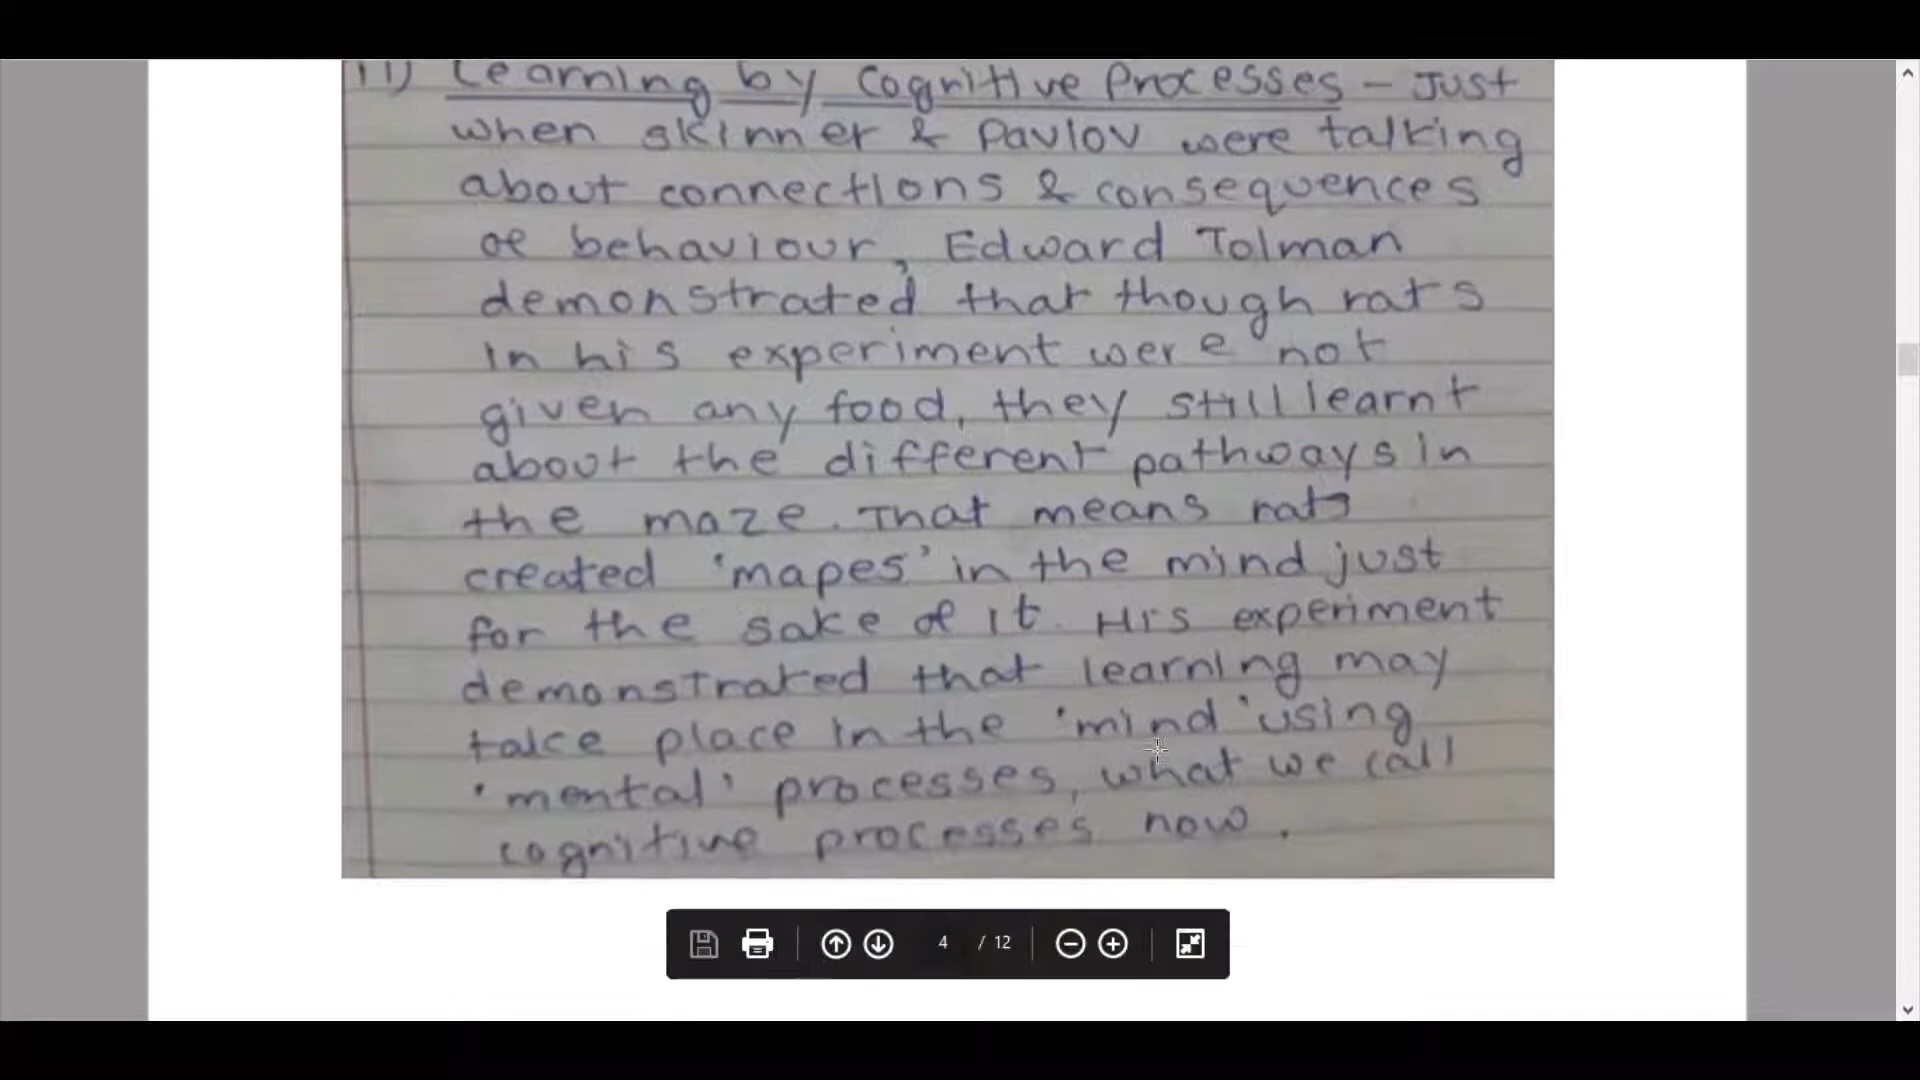 ii) Learning by Cognitive Processes - Just
when skinner & Pavlov were talking
about connections & consequences
of behaviour, Edward Tolman
demonstrated that though rats
in his experiment were not
given any food, they still learnt
about the different pathways in
the maze. That means rats
created 'mapes' in the mind just
for the sake of it. His experiment
demonstrated that learning may
take place in the 'mind' using
'mental' processes, what we call
cognitive processes now.
4 / 12